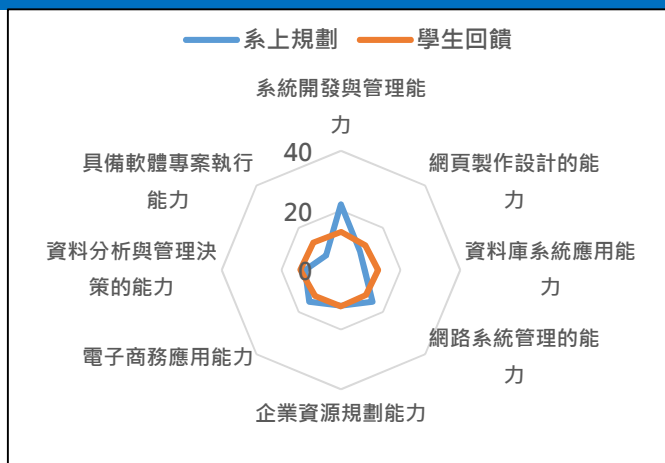 系上規劃 學生回饋
系統開發與管理能
力
40
具備軟體專案執行
能力
網頁製作設計的能
力
20
資料分析與管理決
策的能力
0
資料庫系統應用能
力
電子商務應用能力
網路系統管理的能
力
企業資源規劃能力